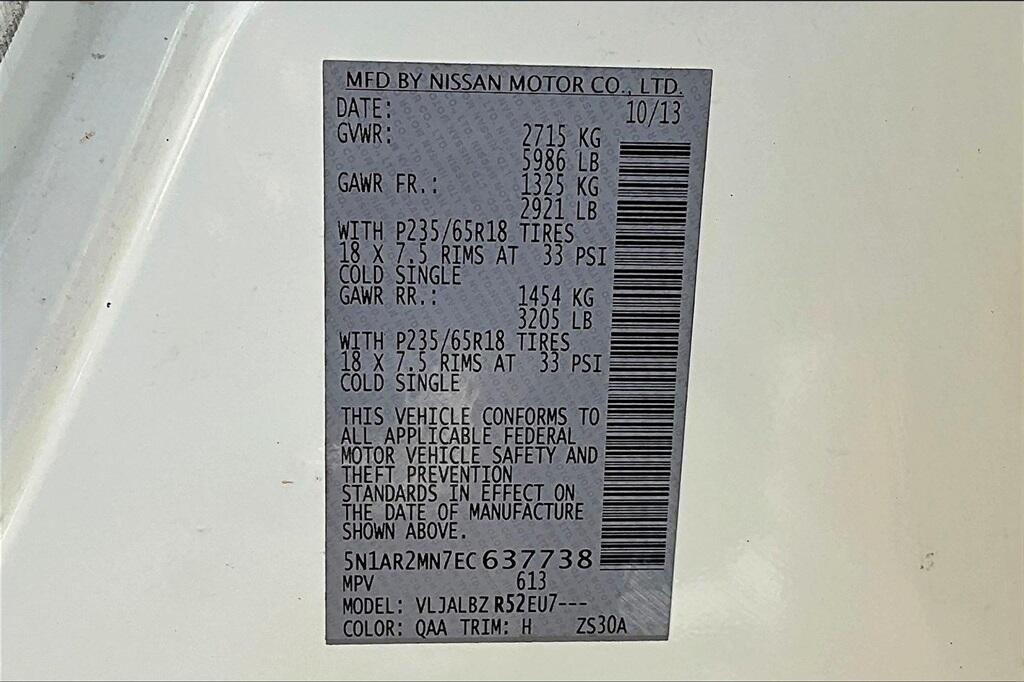 MFD BY NISSAN MOTOR CO., LTD.
DATE: 10/13
GVWR: 2715 KG
5986 LB
GAWR FR.: 1325 KG
2921 LB
WITH P235/65R18 TIRES
18 X 7.5 RIMS AT 33 PSI
COLD SINGLE
GAWR RR.: 1454 KG
3205 LB
WITH P235/65R18 TIRES
18 X 7.5 RIMS AT 33 PSI
COLD SINGLE
THIS VEHICLE CONFORMS TO
ALL APPLICABLE FEDERAL
MOTOR VEHICLE SAFETY AND
THEFT PREVENTION
STANDARDS IN EFFECT ON
THE DATE OF MANUFACTURE
SHOWN ABOVE.
5N1AR2MN7EC637738
MPV 613
MODEL: VLJALBZ R52EU7---
COLOR: QAA TRIM: H ZS30A